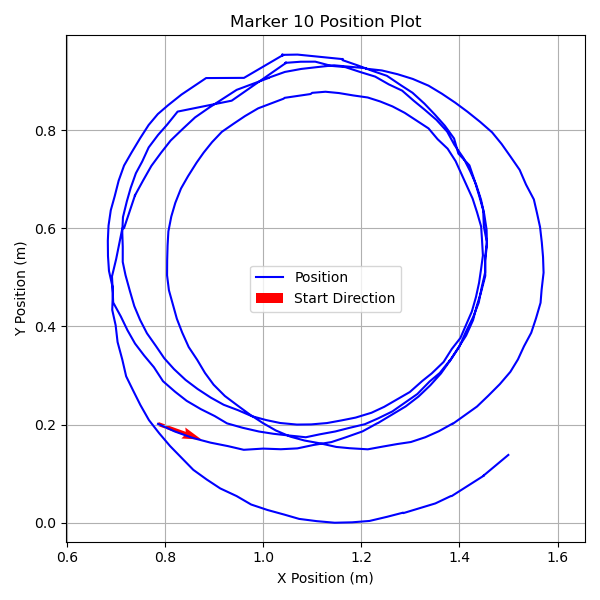 Marker 10 Position Plot
Y Position (m)
0.8
0.6
0.4
0.2
0.0
Position
Start Direction
0.6 0.8 1.0 1.2 1.4 1.6
X Position (m)